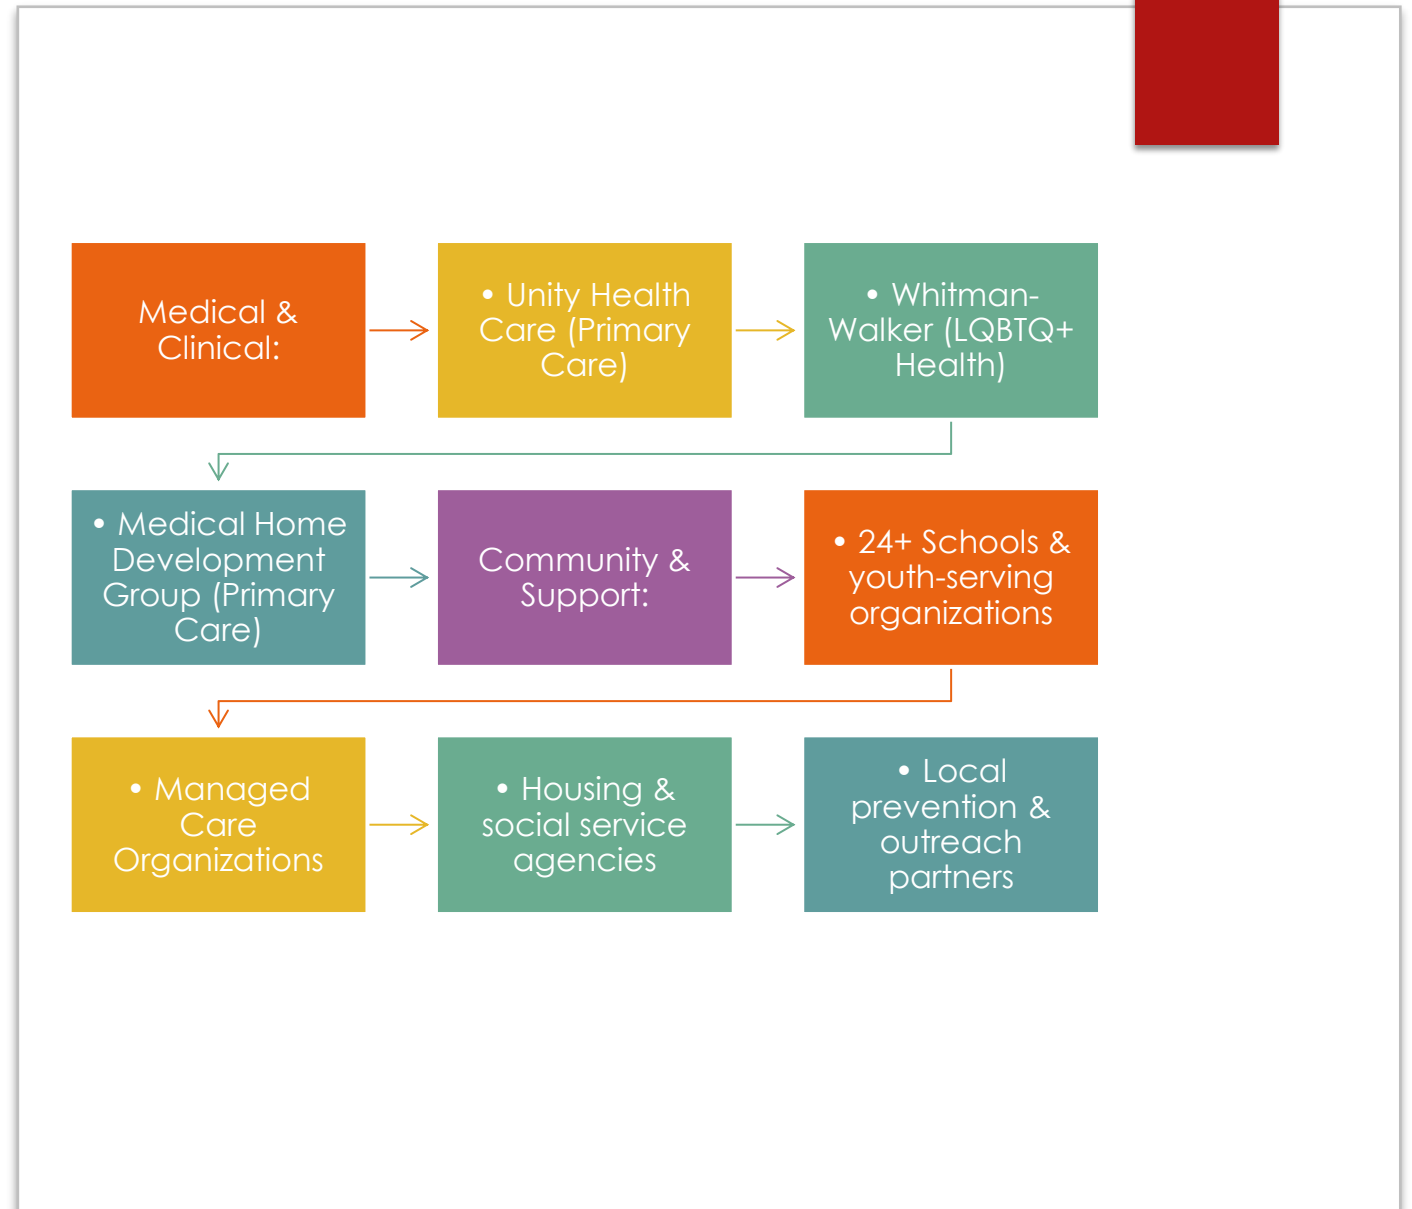 Medical &
Clinical:
• Unity Health
Care (Primary
Care)
• Whitman-
Walker (LQBTQ+
Health)
• Medical Home
Development
Group (Primary
Care)
Community &
Support:
• 24+ Schools &
youth-serving
organizations
• Managed
Care
Organizations
• Housing &
social service
agencies
• Local
prevention &
outreach
partners